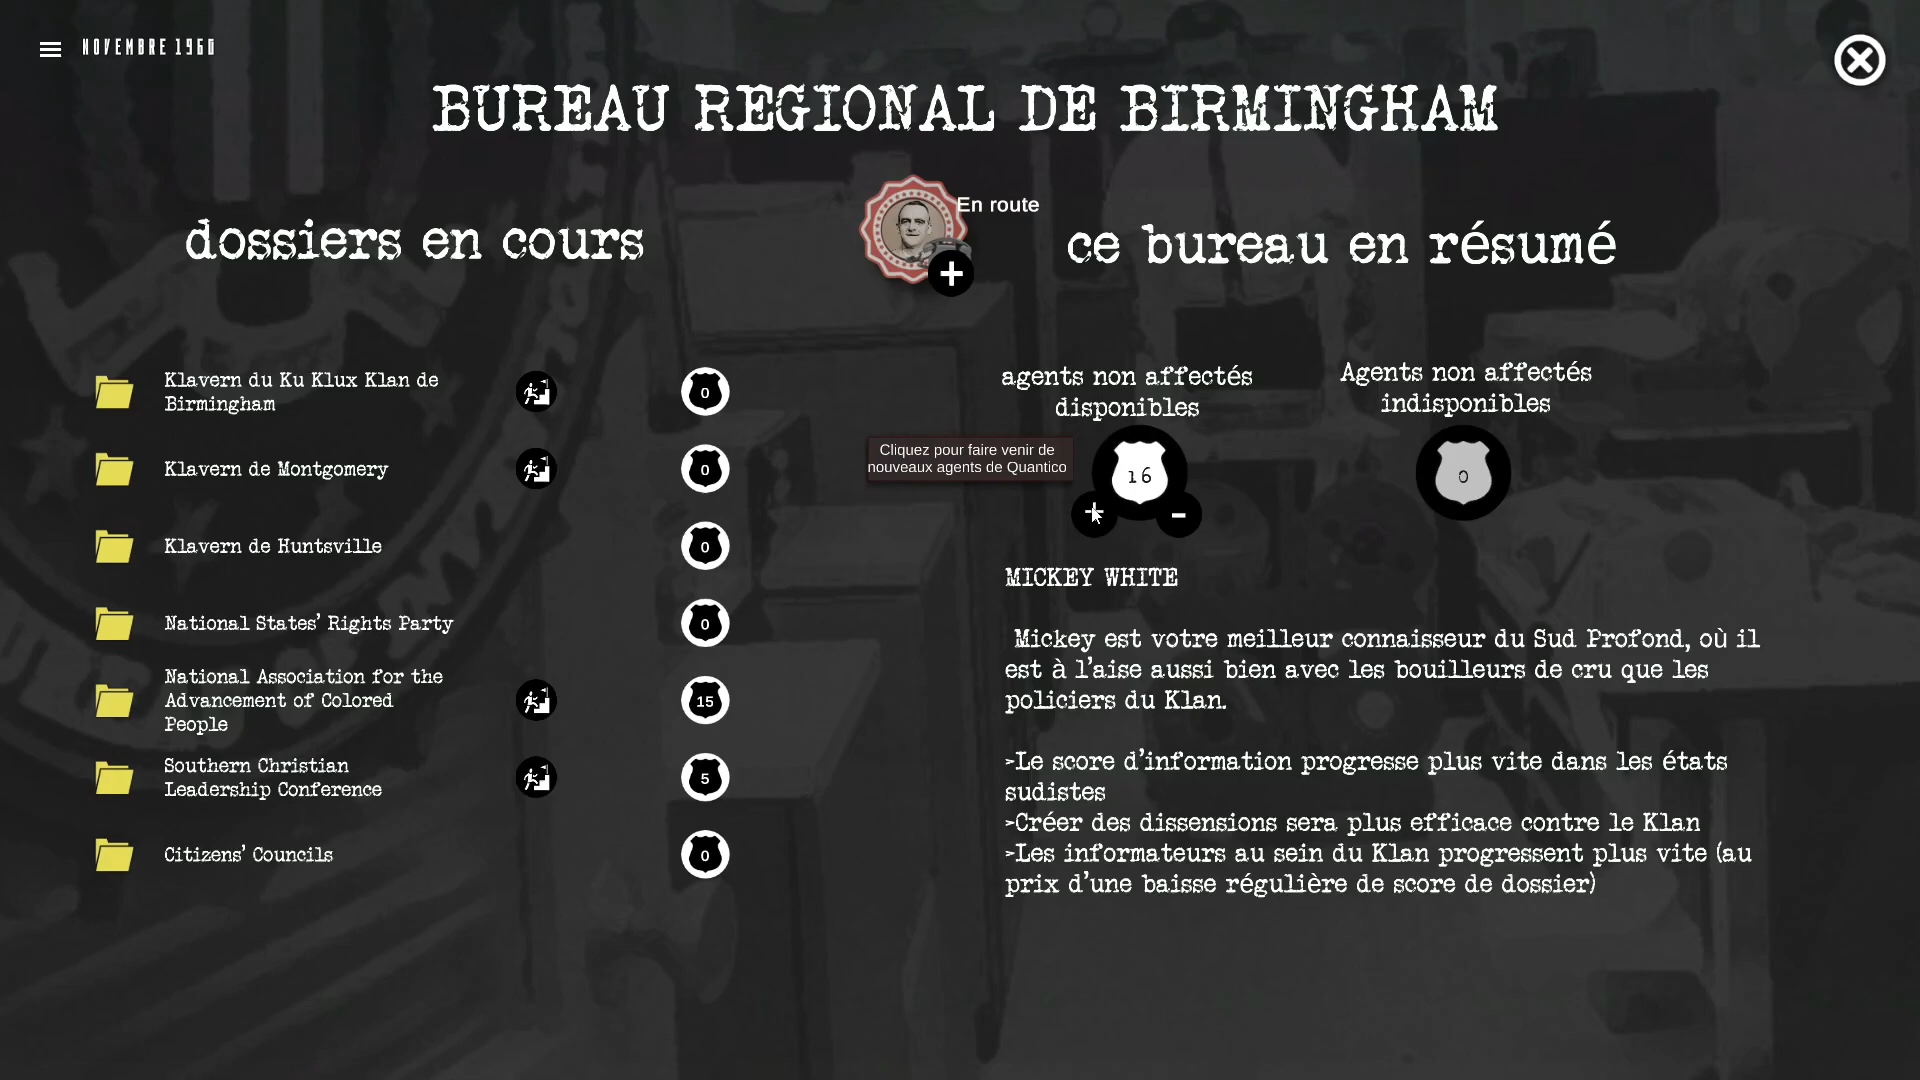 NOVEMBRE 1960
BUREAU REGIONAL DE BIRMINGHAM
En route
dossiers en cours
ce bureau en résumé
Klavern du Ku Klux Klan de
Birmingham
0
Klavern de Montgomery
0
Klavern de Huntsville
0
National States' Rights Party
0
National Association for the
Advancement of Colored
People
15
Southern Christian
Leadership Conference
5
Citizens' Councils
0
agents non affectés
disponibles
16
Agents non affectés
indisponibles
0
Cliquez pour faire venir de
nouveaux agents de Quantico
MICKEY WHITE
Mickey est votre meilleur connaisseur du Sud Profond, où il
est à l'aise aussi bien avec les bouilleurs de cru que les
policiers du Klan.
>Le score d'information progresse plus vite dans les états
sudistes
>Créer des dissensions sera plus efficace contre le Klan
>Les informateurs au sein du Klan progressent plus vite (au
prix d'une baisse régulière de score de dossier)